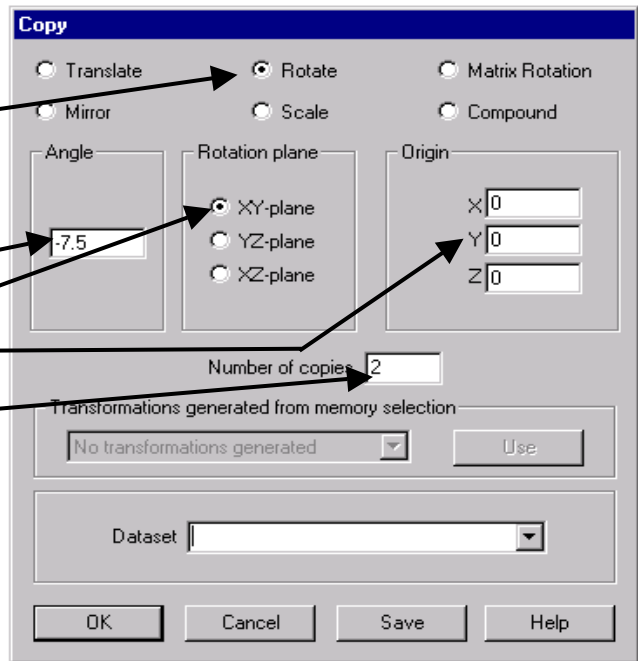 Copy
Translate Rotate Matrix Rotation
Mirror Scale Compound
Angle Rotation plane Origin
XY-plane X 0
-7.5 YZ-plane Y 0
XZ-plane Z 0
Number of copies 2
Transformations generated from memory selection
No transformations generated Use
Dataset
OK Cancel Save Help